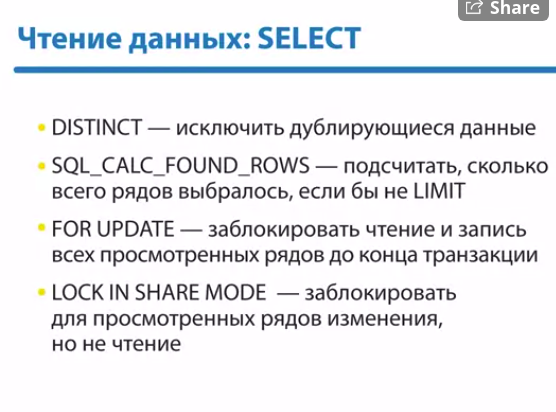 Share
Чтение данных: SELECT
• DISTINCT — исключить дублирующиеся данные
• SQL_CALC_FOUND_ROWS — подсчитать, сколько
всего рядов выбралось, если бы не LIMIT
• FOR UPDATE — заблокировать чтение и запись
всех просмотренных рядов до конца транзакции
• LOCK IN SHARE MODE — заблокировать
для просмотренных рядов изменения,
но не чтение